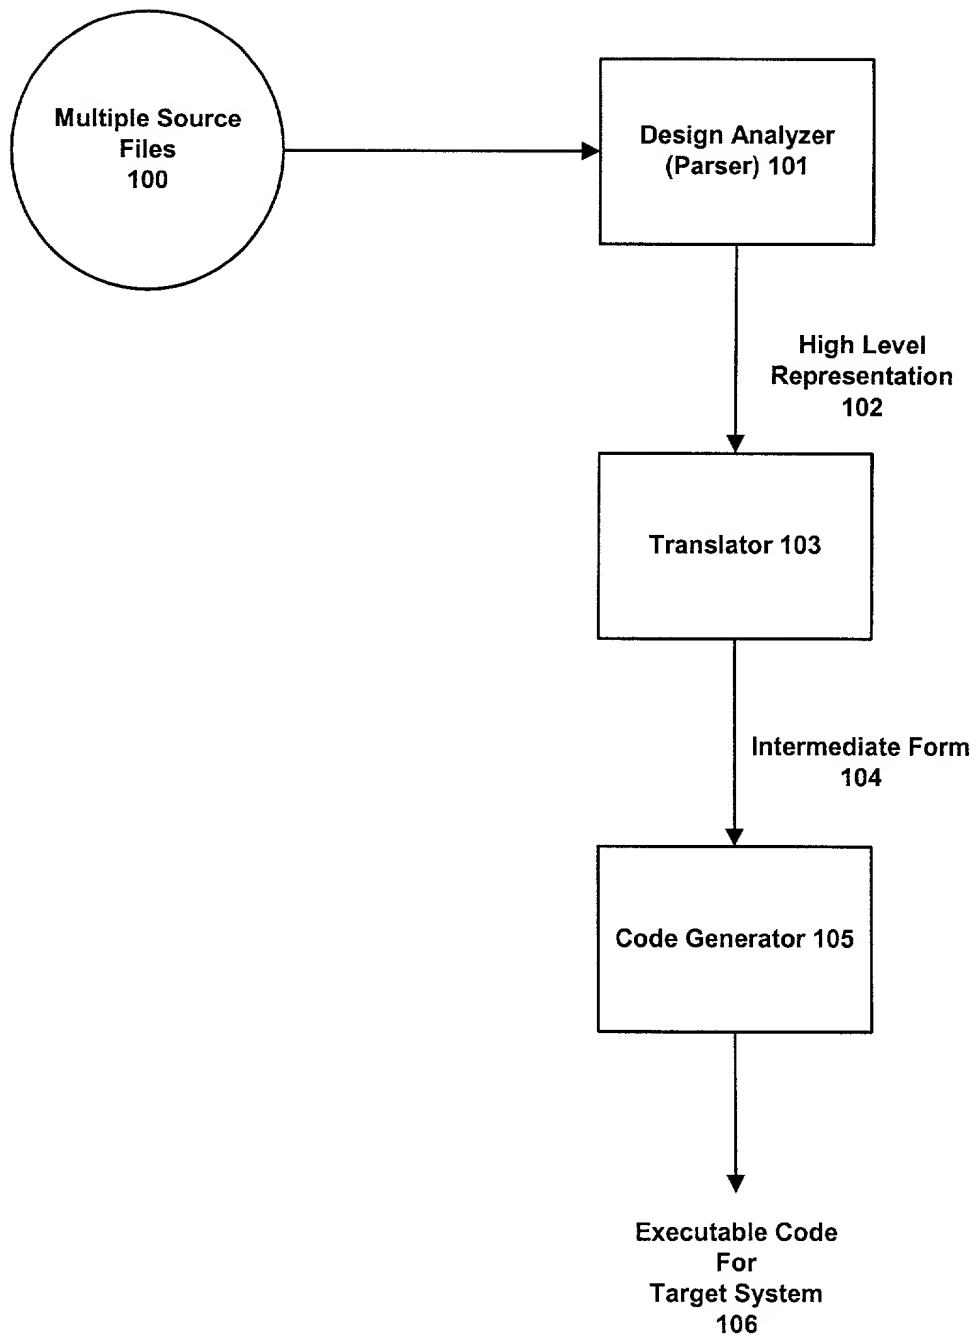 Multiple Source
Files
100
Design Analyzer
(Parser) 101
High Level
Representation
102
Translator 103
Intermediate Form
104
Code Generator 105
Executable Code
For
Target System
106